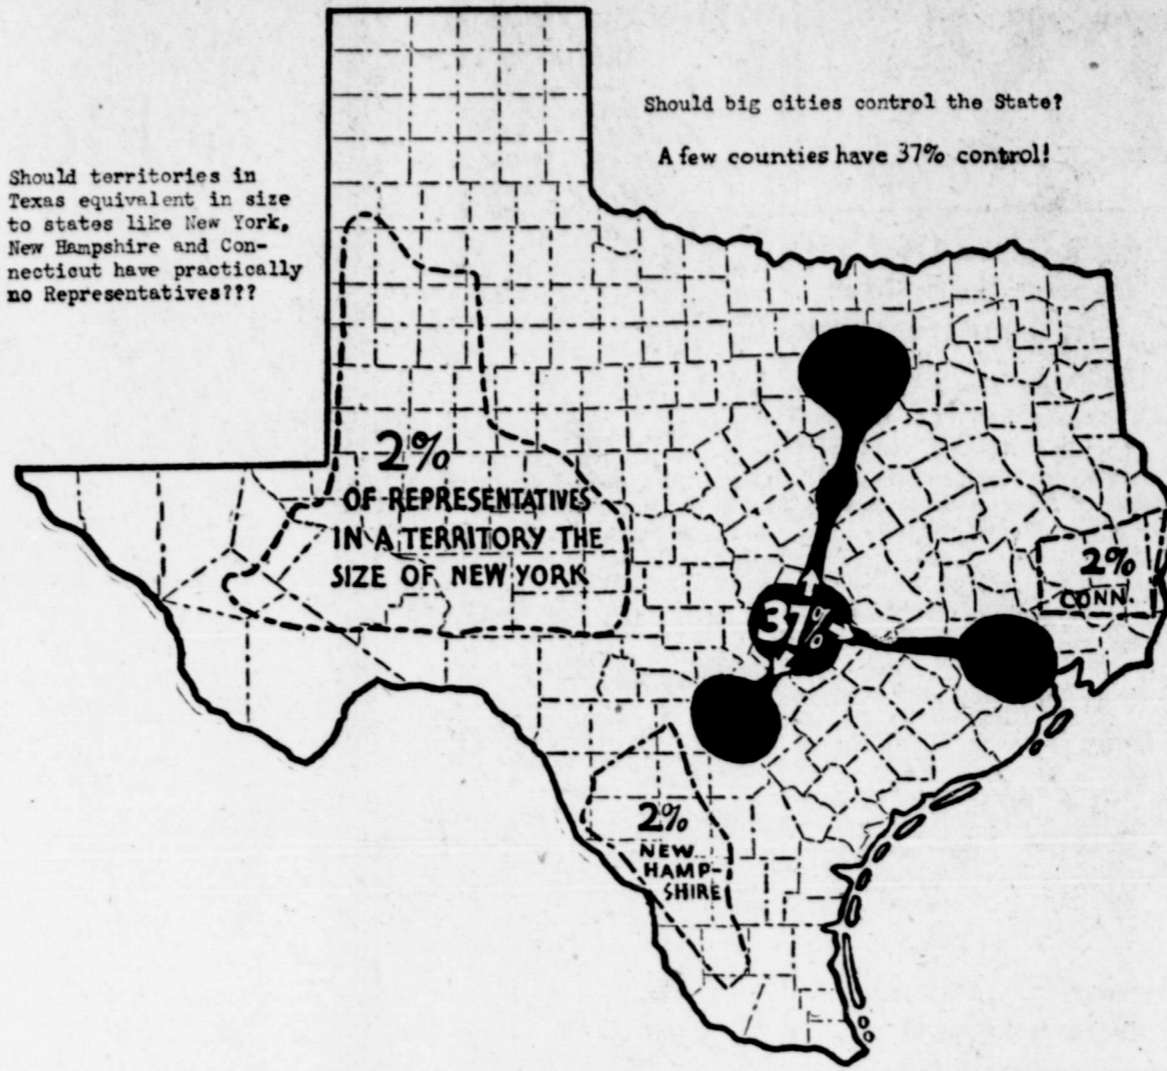 Should big cities control the State?
A few counties have 37% control!
Should territories in
Texas equivalent in size
to states like New York,
New Hampshire and Con-
necticut have practically
no Representatives???
2%
OF REPRESENTATIVES
IN A TERRITORY THE
SIZE OF NEW YORK
2%
CONN.
37%
2%
NEW
HAMP-
SHIRE